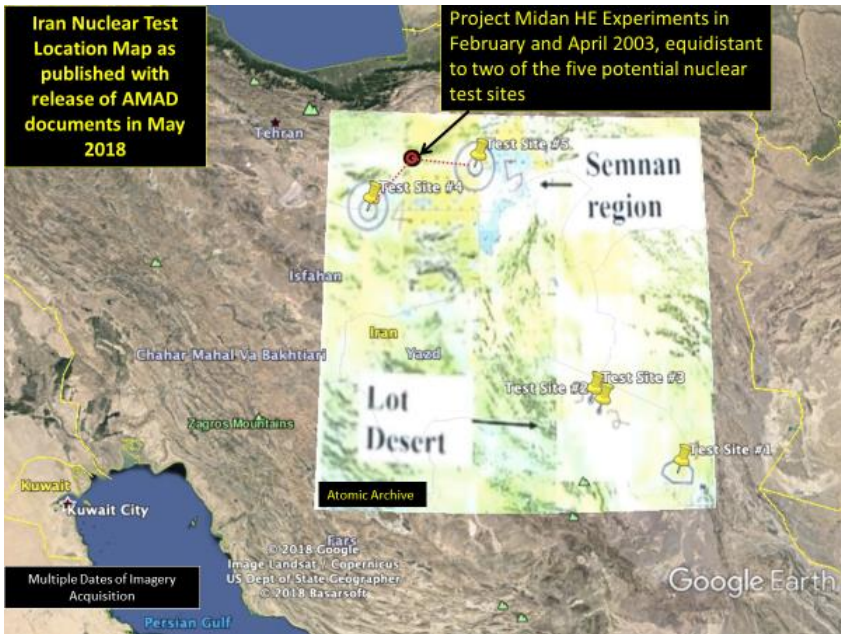 Iran Nuclear Test
Location Map as
published with
release of AMAD
documents in May
2018
Project Midan HE Experiments in
February and April 2003, equidistant
to two of the five potential nuclear
test sites
Tehran
Test Site #5
G
Test Site #4
5
Semnan
region
Isfahan
Iran
Chahar Mahal Va Bakhtiari
Yazd
Test Site #2
Test Site #3
Lot
Desert
Zagros Mountains
Test Site #1
Kuwait
Kuwait City
Atomic Archive
Fars
© 2018 Google
Image Landsat / Copernicus
US Dept of State Geographer
© 2018 Basarsoft
Multiple Dates of Imagery
Acquisition
Google Earth
Persian Gulf